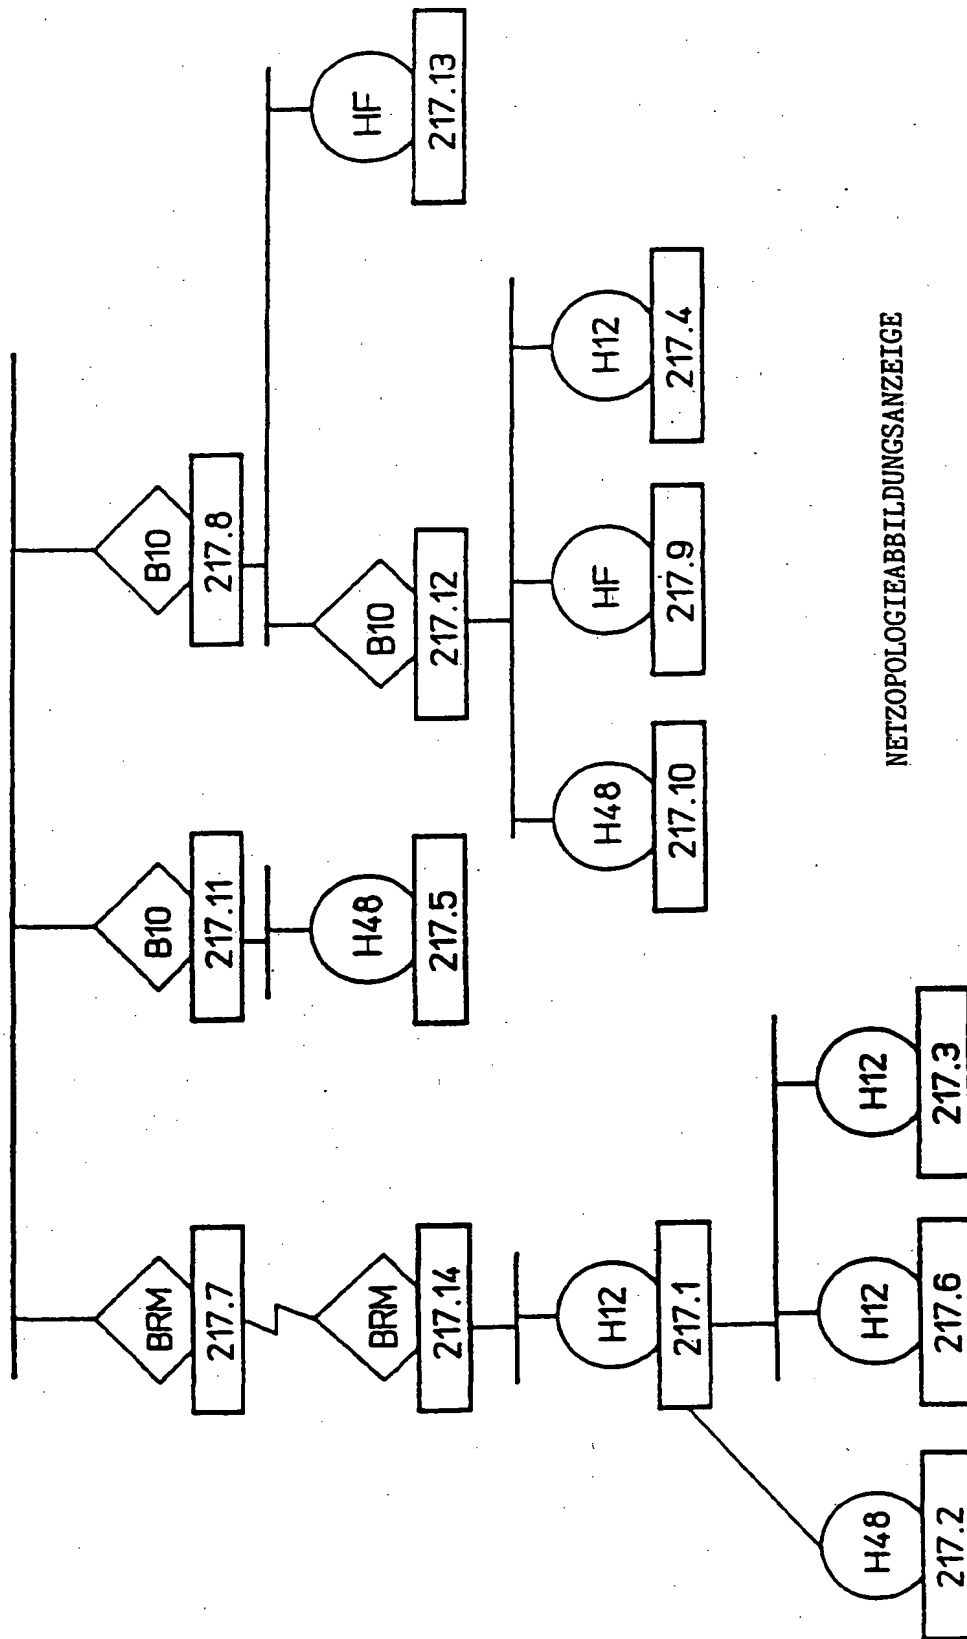 BRM
217.7
B10
217.11
B10
217.8
BRM
217.14
H48
217.5
B10
217.12
HF
217.13
H12
217.1
H48
217.10
HF
217.9
H12
217.4
H48
217.2
H12
217.6
H12
217.3
NETZOPOLOGIEABBILDUNGSANZEIGE